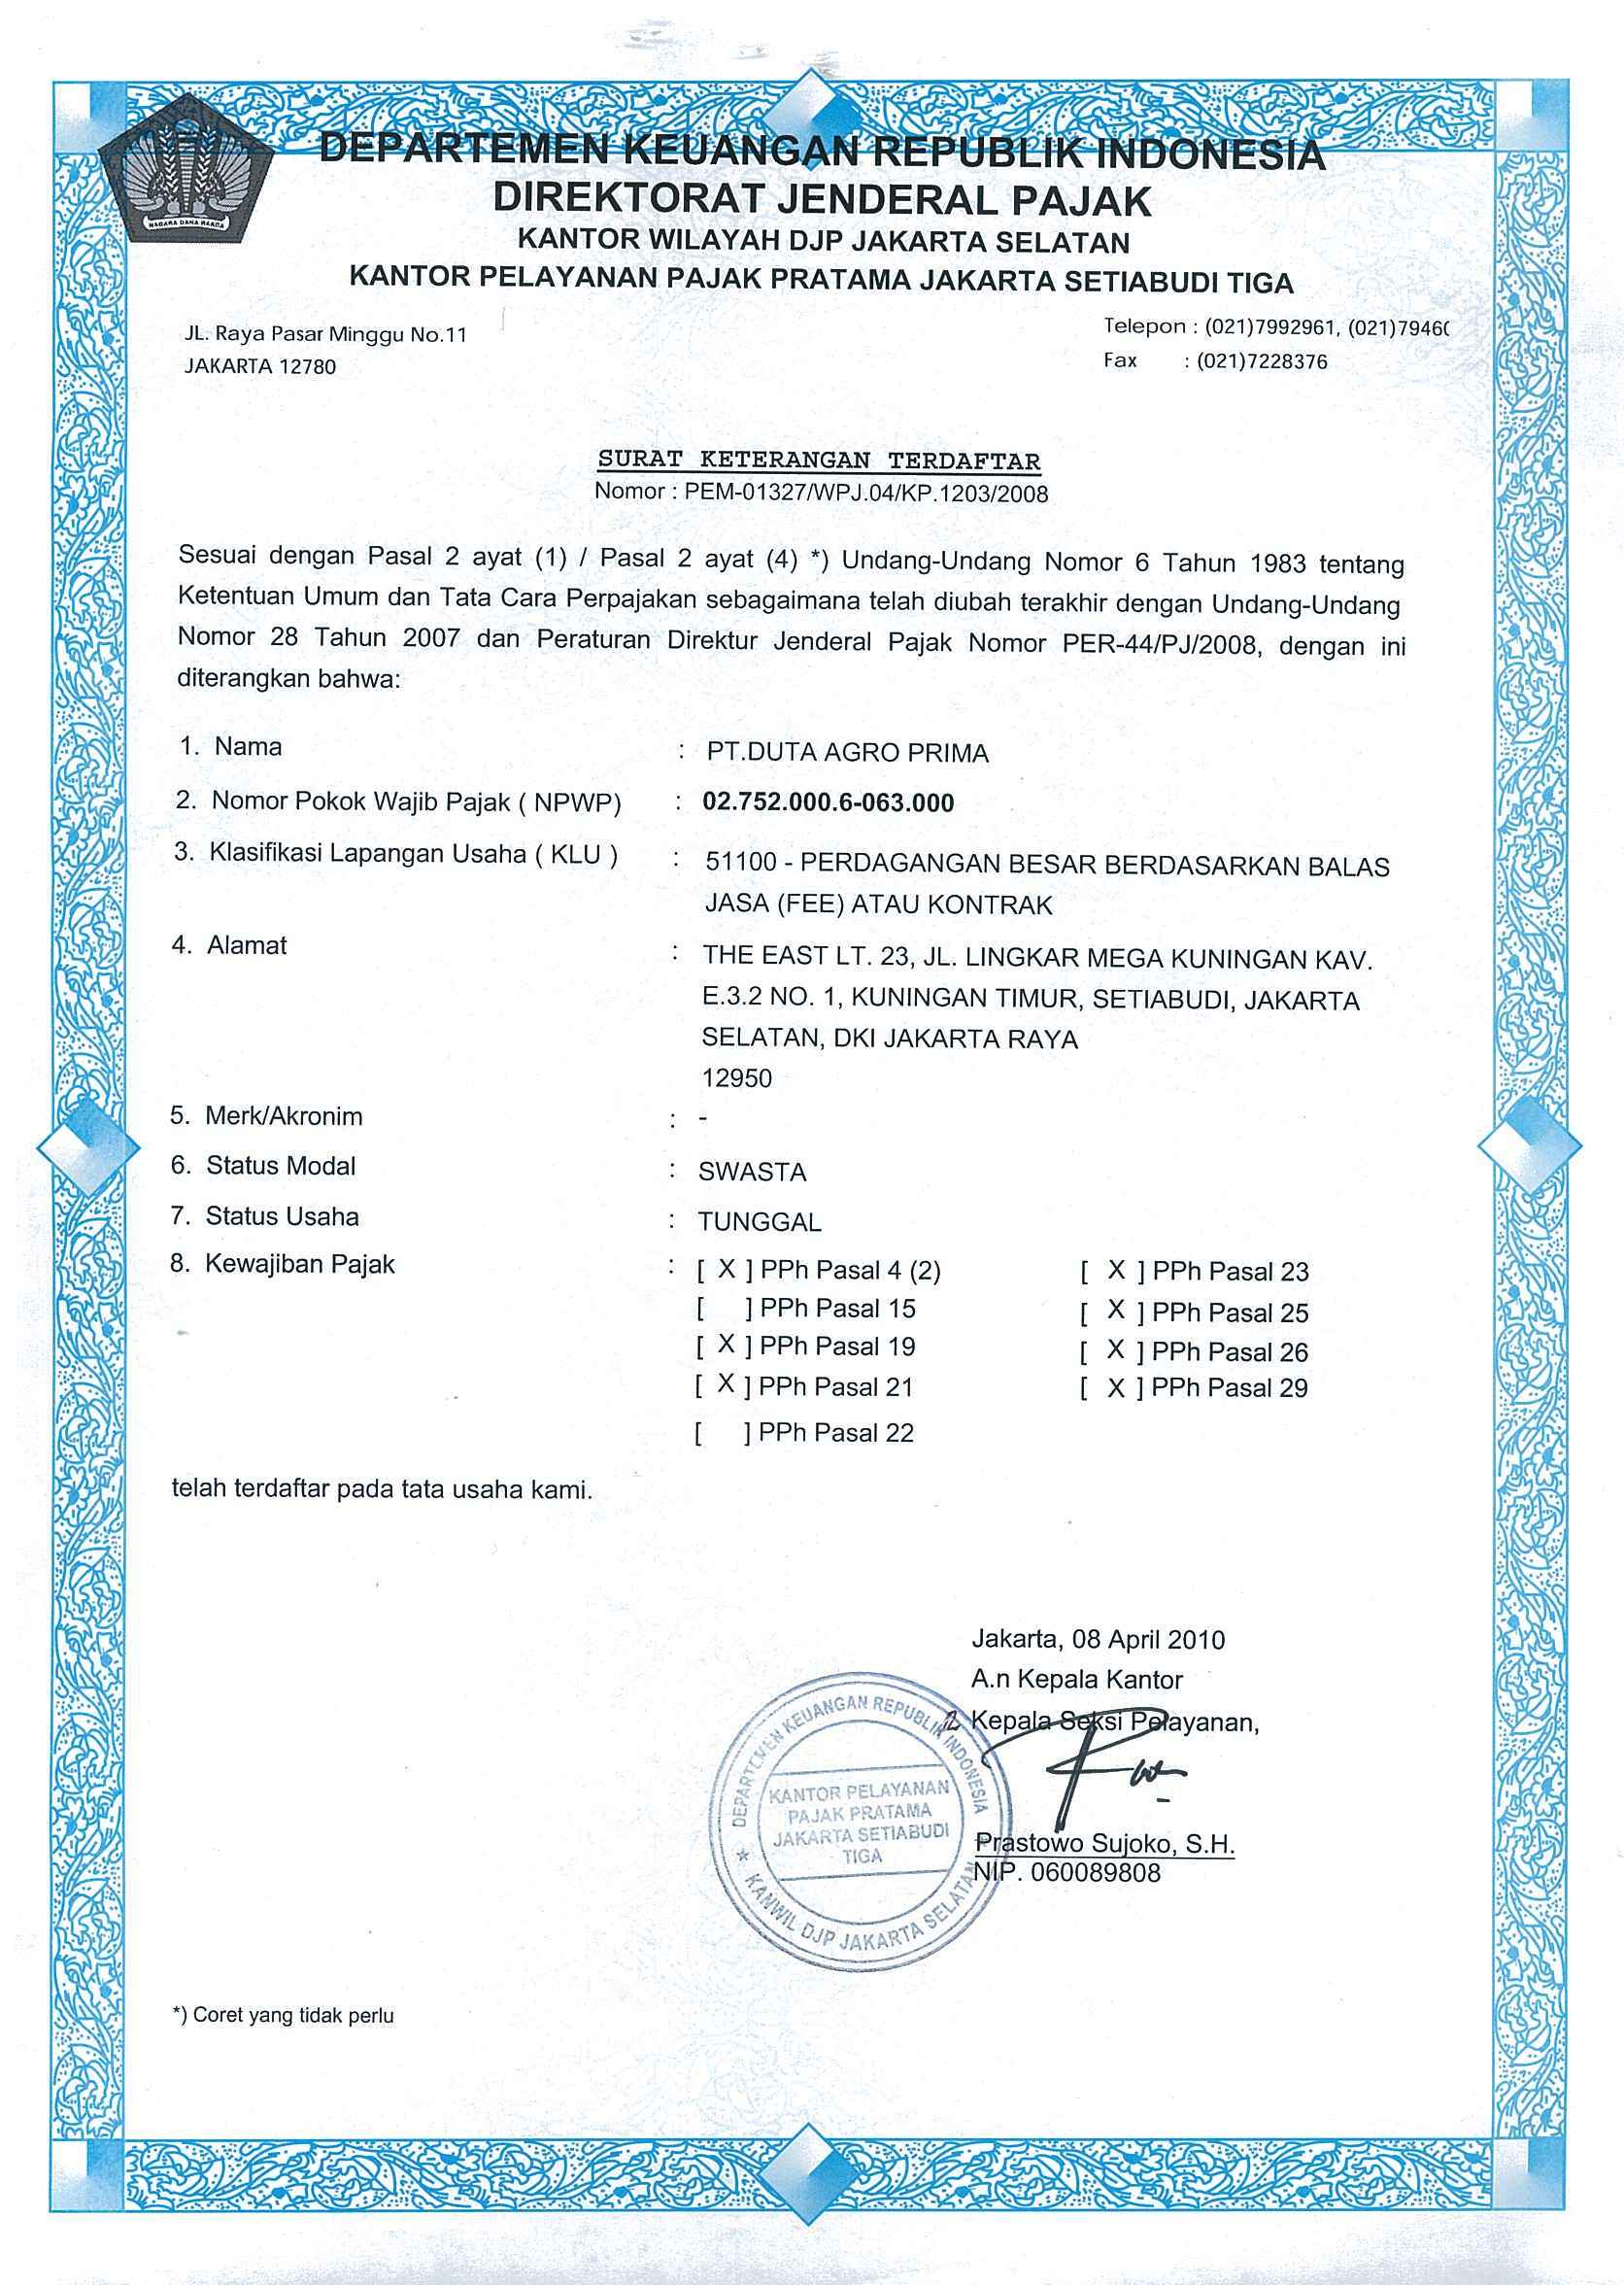 DEPARTEMEN KEUANGAN REPUBLIK INDONESIA
DIREKTORAT JENDERAL PAJAK
KANTOR WILAYAH DJP JAKARTA SELATAN
KANTOR PELAYANAN PAJAK PRATAMA JAKARTA SETIABUDI TIGA
NAGARA DANA RAKCA
JL. Raya Pasar Minggu No.11
JAKARTA 12780
Telepon : (021)7992961, (021)7946(
Fax : (021)7228376
SURAT KETERANGAN TERDAFTAR
Nomor : PEM-01327/WPJ.04/KP.1203/2008
Sesuai dengan Pasal 2 ayat (1) / Pasal 2 ayat (4) *) Undang-Undang Nomor 6 Tahun 1983 tentang
Ketentuan Umum dan Tata Cara Perpajakan sebagaimana telah diubah terakhir dengan Undang-Undang
Nomor 28 Tahun 2007 dan Peraturan Direktur Jenderal Pajak Nomor PER-44/PJ/2008, dengan ini
diterangkan bahwa:
1. Nama : PT.DUTA AGRO PRIMA
2. Nomor Pokok Wajib Pajak ( NPWP) : 02.752.000.6-063.000
3. Klasifikasi Lapangan Usaha ( KLU ) : 51100 - PERDAGANGAN BESAR BERDASARKAN BALAS
JASA (FEE) ATAU KONTRAK
4. Alamat : THE EAST LT. 23, JL. LINGKAR MEGA KUNINGAN KAV.
E.3.2 NO. 1, KUNINGAN TIMUR, SETIABUDI, JAKARTA
SELATAN, DKI JAKARTA RAYA
12950
5. Merk/Akronim : -
6. Status Modal : SWASTA
7. Status Usaha : TUNGGAL
8. Kewajiban Pajak : [ X ] PPh Pasal 4 (2) [ X ] PPh Pasal 23
[ ] PPh Pasal 15 [ X ] PPh Pasal 25
[ X ] PPh Pasal 19 [ X ] PPh Pasal 26
[ X ] PPh Pasal 21 [ X ] PPh Pasal 29
[ ] PPh Pasal 22
telah terdaftar pada tata usaha kami.
Jakarta, 08 April 2010
A.n Kepala Kantor
Kepala Seksi Pelayanan,
DEPARTEMEN KEUANGAN REPUBLIK INDONESIA
KANTOR PELAYANAN
PAJAK PRATAMA
JAKARTA SETIABUDI
TIGA
★ KANWIL DJP JAKARTA SELATAN
Prastowo Sujoko, S.H.
NIP. 060089808
*) Coret yang tidak perlu